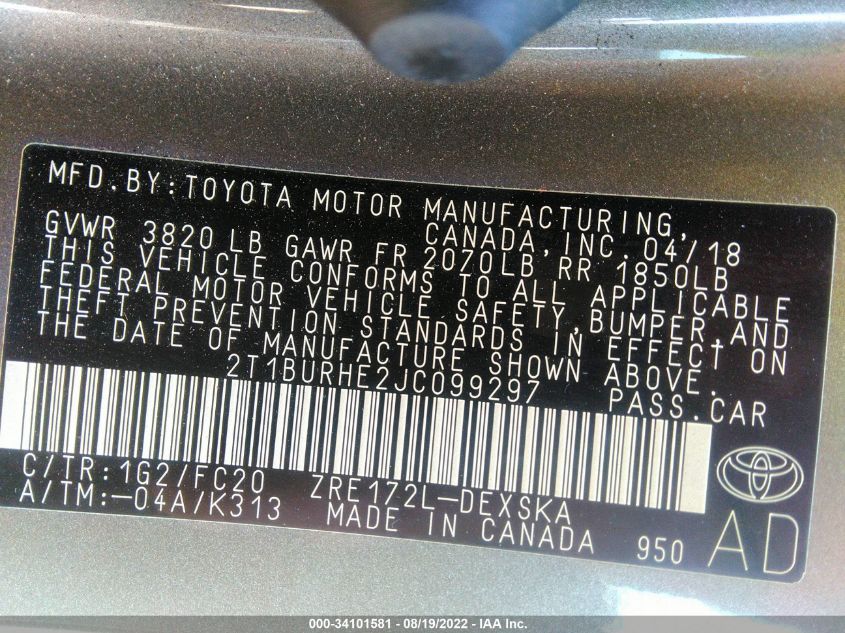 MFD.BY:TOYOTA MOTOR MANUFACTURING,
CANADA,INC.04/18
GVWR 3820LB GAWR FR 2070LB RR 1850LB
THIS VEHICLE CONFORMS TO ALL APPLICABLE
FEDERAL MOTOR VEHICLE SAFETY,BUMPER,AND
THEFT PREVENTION STANDARDS IN EFFECT ON
THE DATE OF MANUFACTURE SHOWN ABOVE.
2T1BURHE2JC099297 PASS.CAR
C/TR:1G2/FC20 ZRE172L-DEXSKA
A/TM:-04A/K313 MADE IN CANADA 950 AD
000-34101581 - 08/19/2022 - IAA Inc.